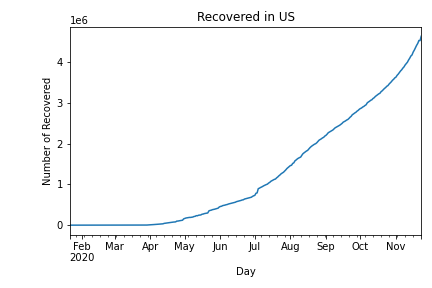 Recovered in US
1e6
Number of Recovered
4
3
2
1
0
Feb Mar Apr May Jun Jul Aug Sep Oct Nov
2020
Day